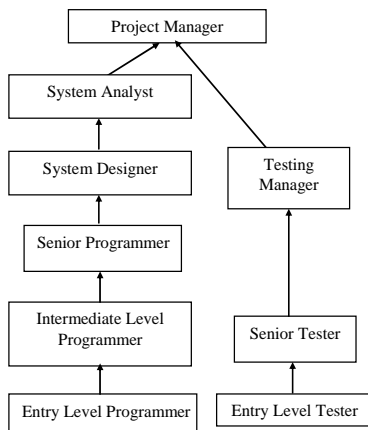 Project Manager
System Analyst
System Designer
Testing
Manager
Senior Programmer
Intermediate Level
Programmer
Senior Tester
Entry Level Programmer
Entry Level Tester